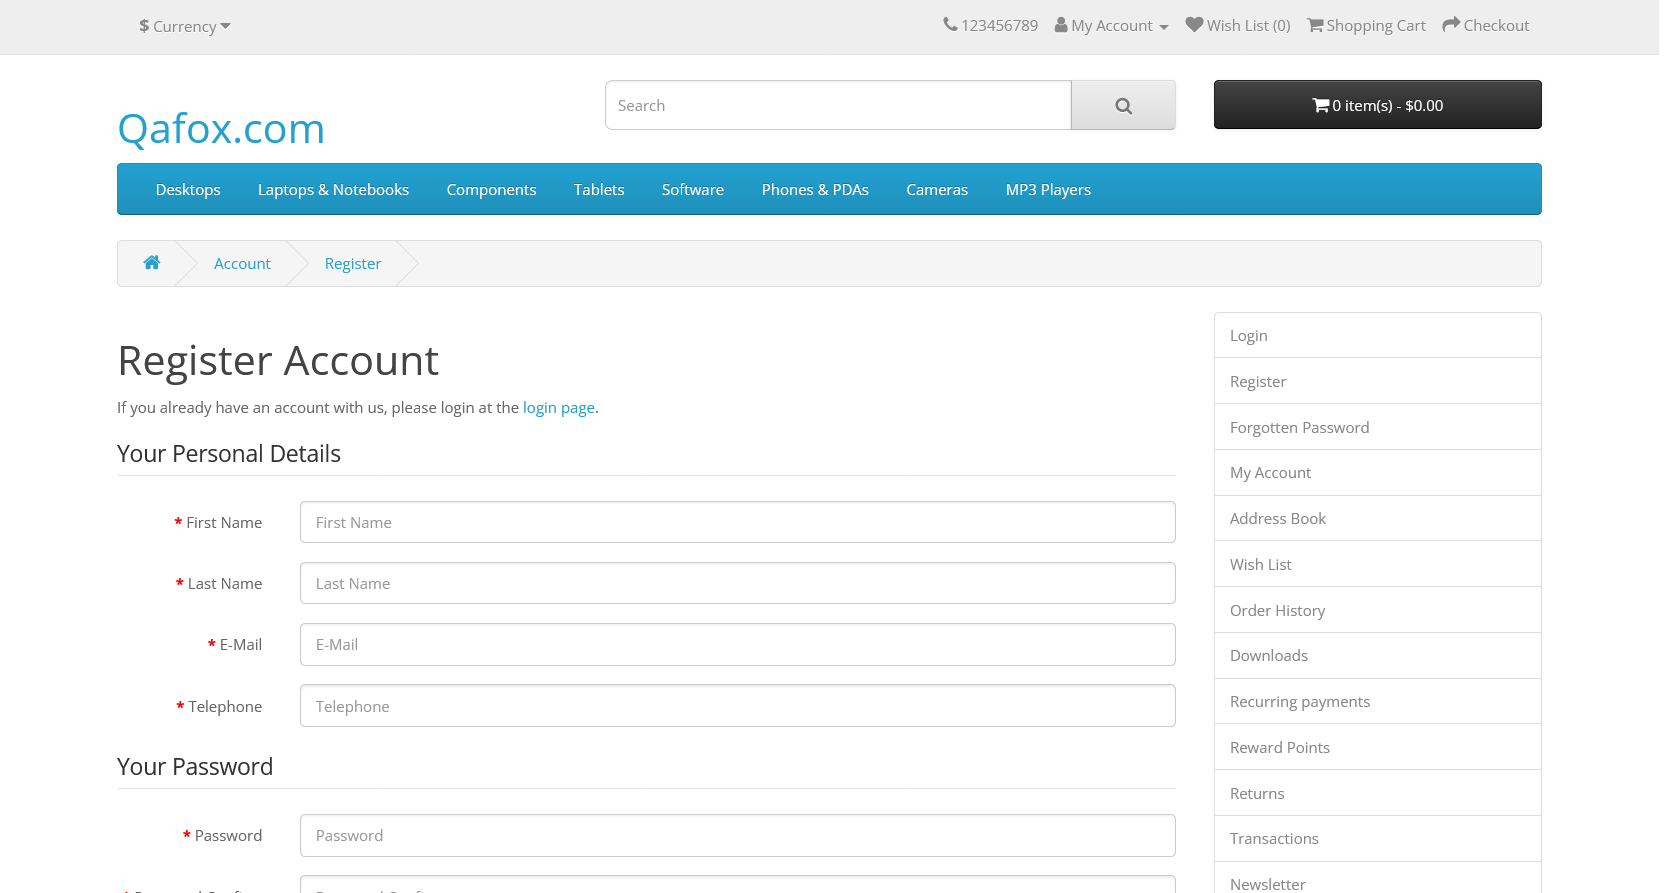 $ Currency
123456789 My Account Wish List (0) Shopping Cart Checkout
Qafox.com
Search
0 item(s) - $0.00
Desktops Laptops & Notebooks Components Tablets Software Phones & PDAs Cameras MP3 Players
Account Register
Register Account
If you already have an account with us, please login at the login page.
Your Personal Details
* First Name First Name
* Last Name Last Name
* E-Mail E-Mail
* Telephone Telephone
Your Password
* Password Password
Login
Register
Forgotten Password
My Account
Address Book
Wish List
Order History
Downloads
Recurring payments
Reward Points
Returns
Transactions
Newsletter